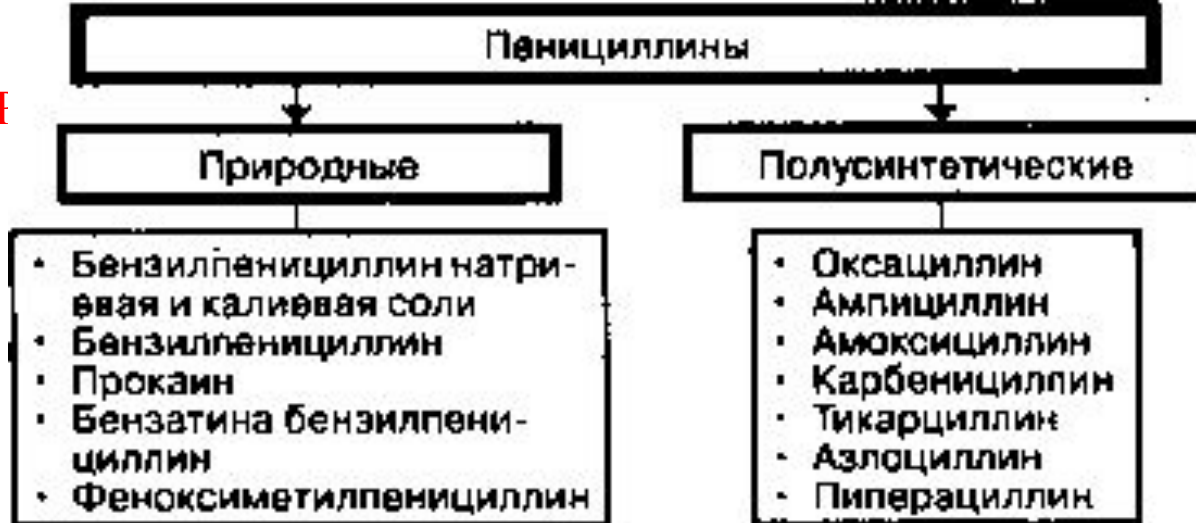 Пенициллины
Природные
• Бензилпенициллин натри-
евая и калиевая соли
• Бензилпенициллин
• Прокаин
• Бензатина бензилпени-
циллин
• Феноксиметилпенициллин
Полусинтетические
• Оксациллин
• Ампициллин
• Амоксициллин
• Карбенициллин
• Тикарциллин
• Азлоциллин
• Пиперациллин